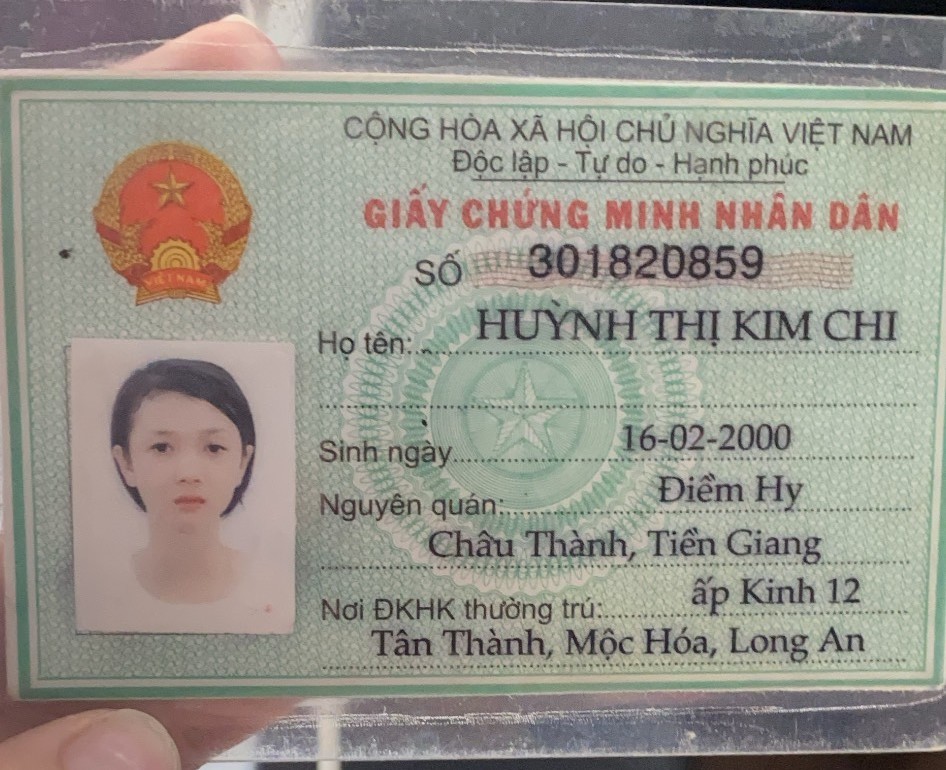 CỘNG HÒA XÃ HỘI CHỦ NGHĨA VIỆT NAM
Độc lập - Tự do - Hạnh phúc
GIẤY CHỨNG MINH NHÂN DÂN
SỐ 301820859
VIỆT NAM
Họ tên: HUỲNH THỊ KIM CHI
Sinh ngày 16-02-2000
Nguyên quán: Điềm Hy
Châu Thành, Tiền Giang
Nơi ĐKHK thường trú: ấp Kinh 12
Tân Thành, Mộc Hóa, Long An